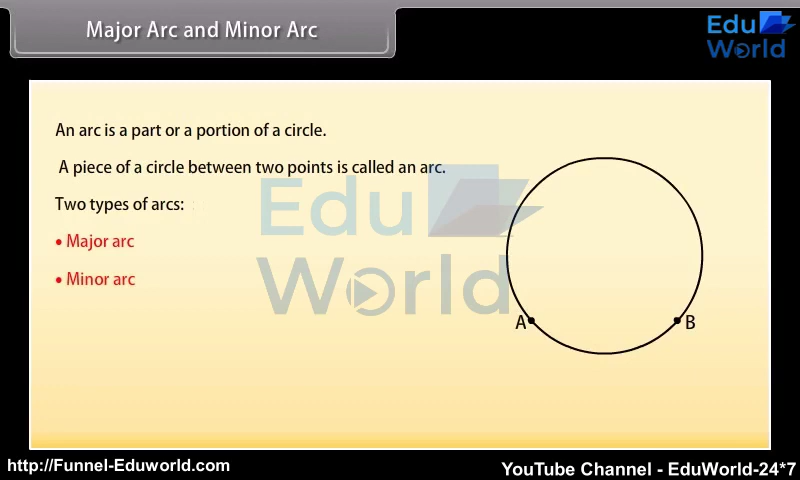 Major Arc and Minor Arc
Edu
World
An arc is a part or a portion of a circle.
A piece of a circle between two points is called an arc.
Two types of arcs:
• Major arc
• Minor arc
Edu
World
A
B
http://Funnel-Eduworld.com
YouTube Channel - EduWorld-24*7